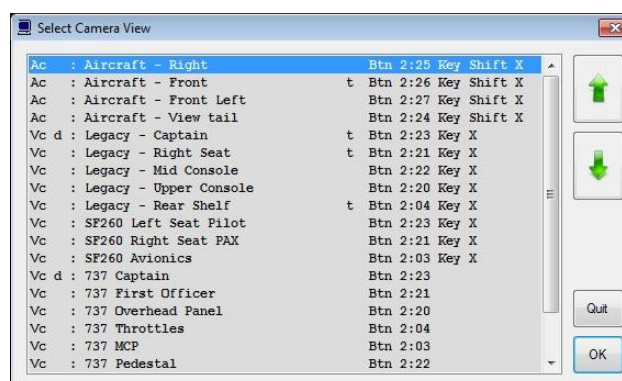 Select Camera View
Ac : Aircraft - Right Btn 2:25 Key Shift X
Ac : Aircraft - Front t Btn 2:26 Key Shift X
Ac : Aircraft - Front Left Btn 2:27 Key Shift X
Ac : Aircraft - View tail Btn 2:24 Key Shift X
Vc d : Legacy - Captain t Btn 2:23 Key X
Vc : Legacy - Right Seat t Btn 2:21 Key X
Vc : Legacy - Mid Console Btn 2:22 Key X
Vc : Legacy - Upper Console Btn 2:20 Key X
Vc : Legacy - Rear Shelf t Btn 2:04 Key X
Vc : SF260 Left Seat Pilot Btn 2:23 Key X
Vc : SF260 Right Seat PAX Btn 2:21 Key X
Vc : SF260 Avionics Btn 2:03 Key X
Vc d : 737 Captain Btn 2:23
Vc : 737 First Officer Btn 2:21
Vc : 737 Overhead Panel Btn 2:20
Vc : 737 Throttles Btn 2:04
Vc : 737 MCP Btn 2:03
Vc : 737 Pedestal Btn 2:22
Quit
OK